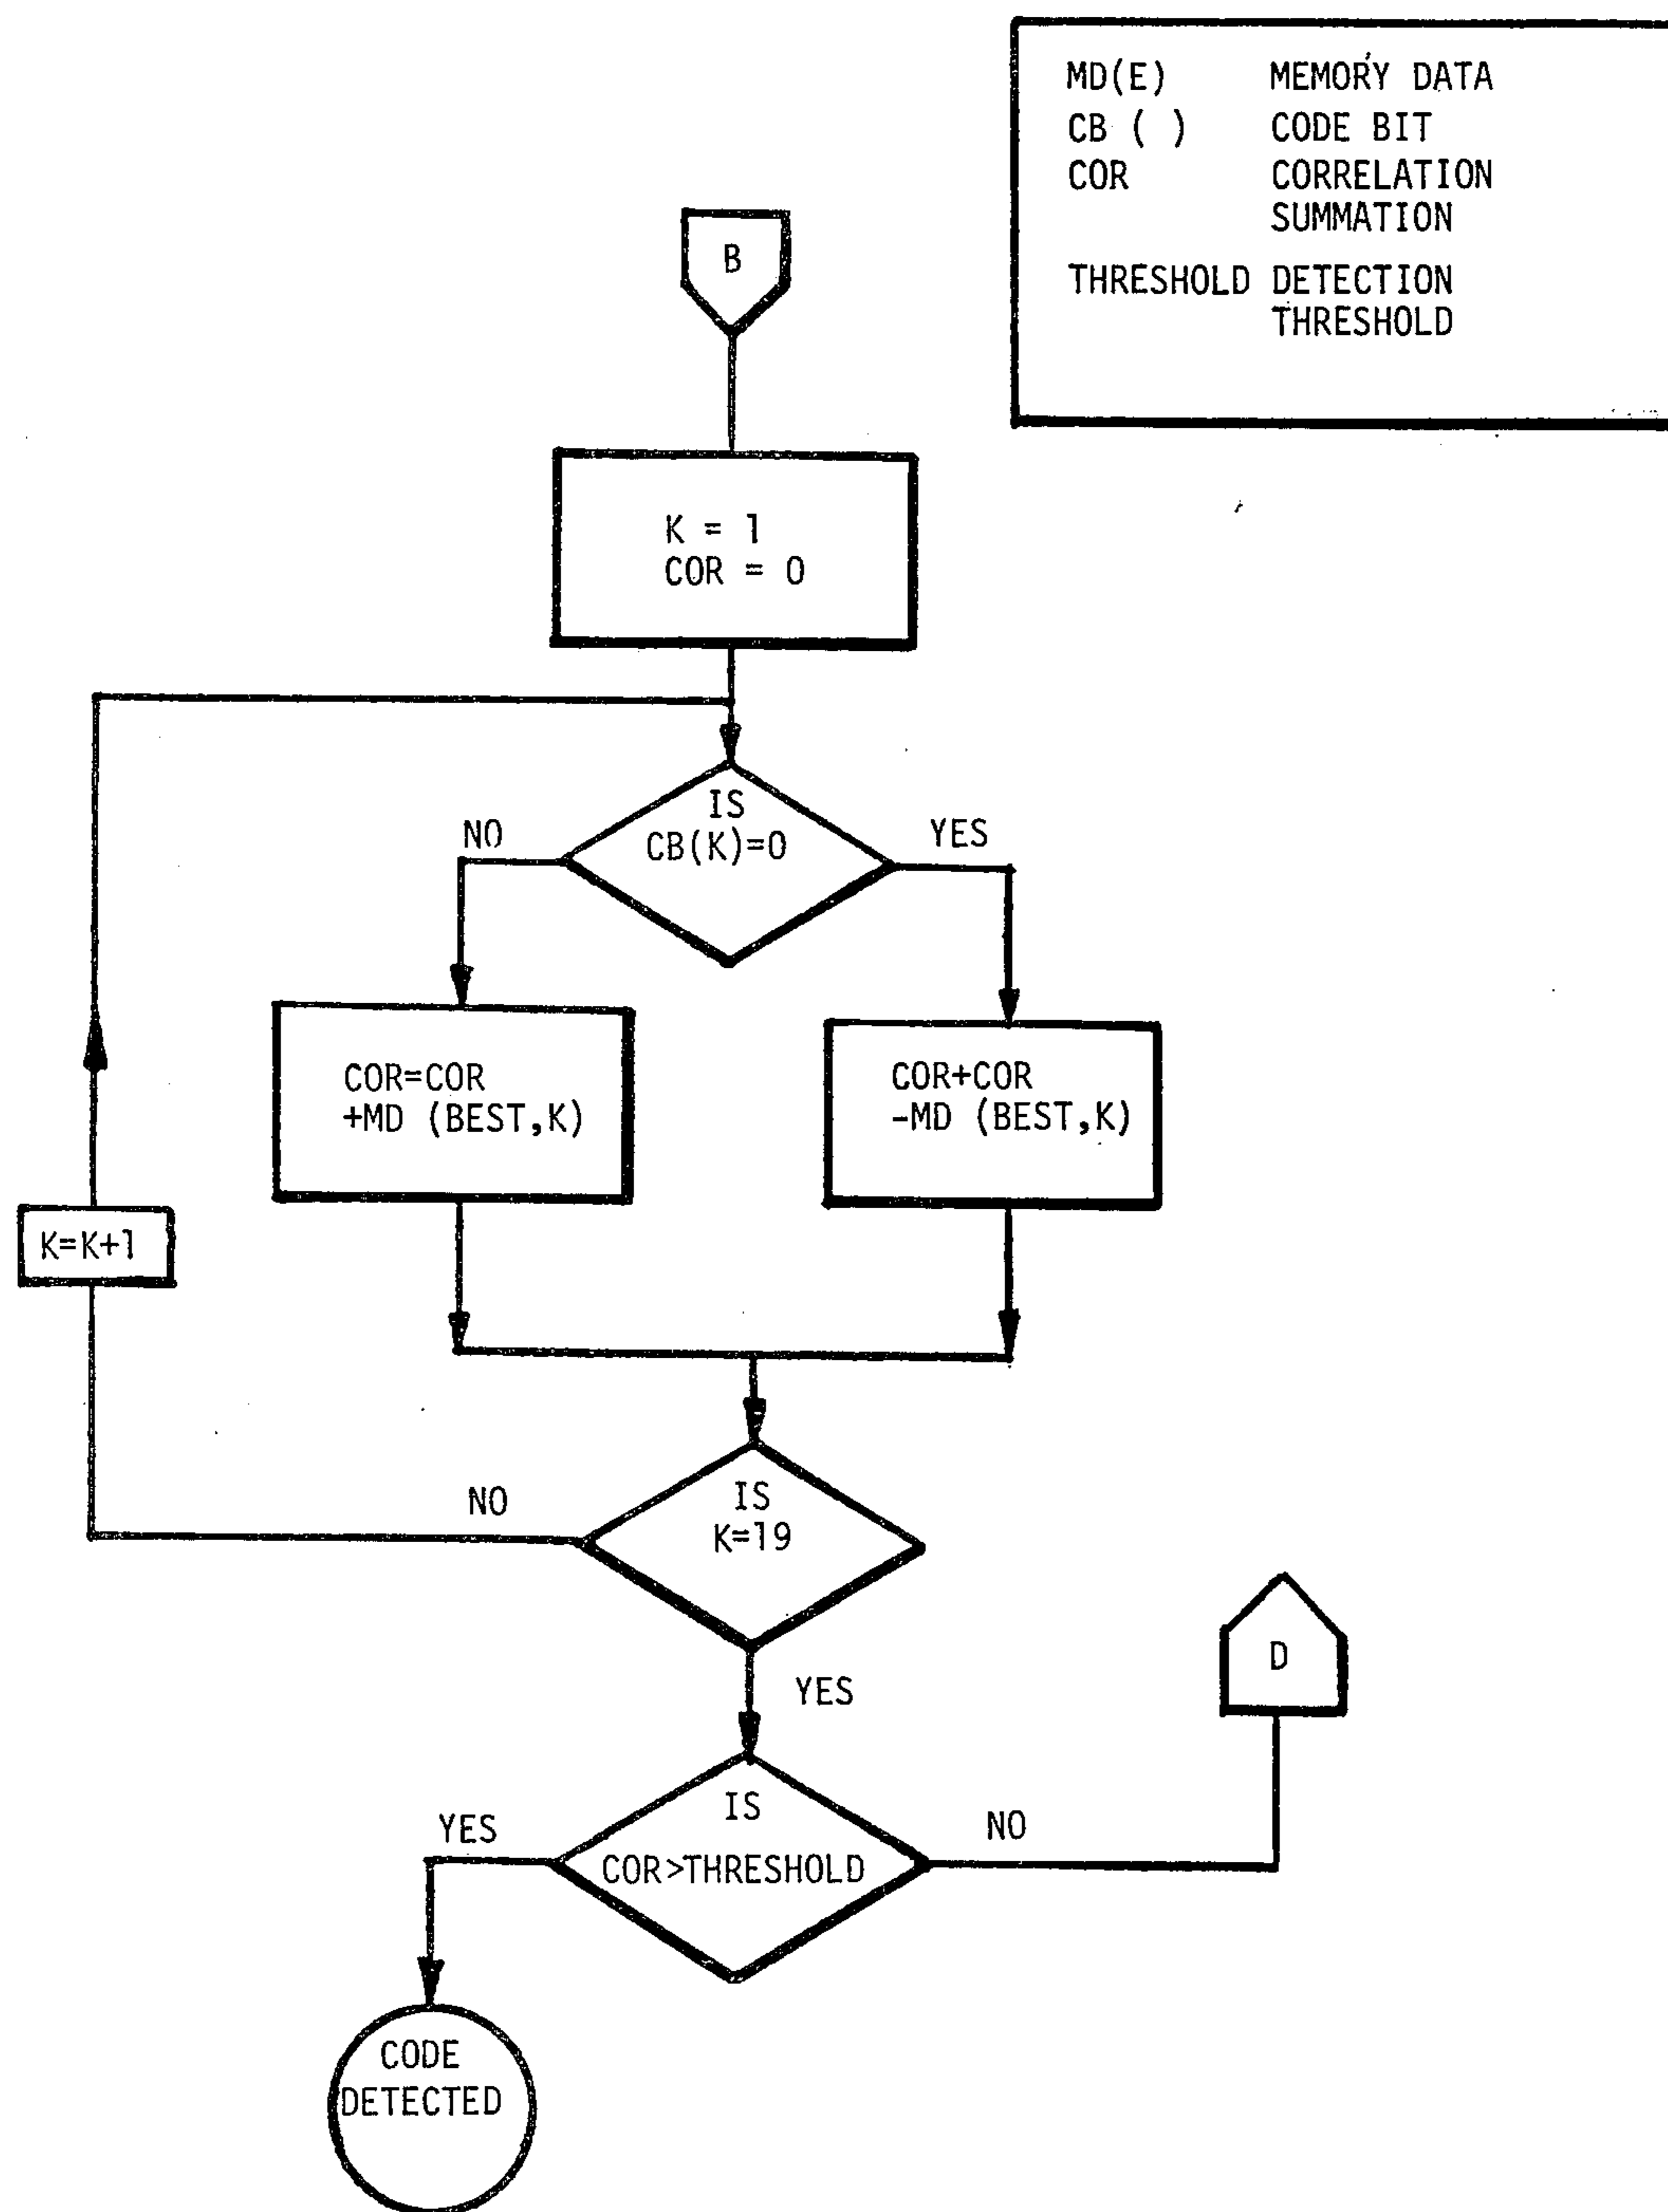 MD(E) MEMORY DATA
CB ( ) CODE BIT
COR CORRELATION
SUMMATION
THRESHOLD DETECTION
THRESHOLD
B
K = 1
COR = 0
IS
CB(K)=0
NO
YES
COR=COR
+MD (BEST,K)
COR+COR
-MD (BEST,K)
K=K+1
IS
K=19
NO
YES
D
IS
COR>THRESHOLD
YES
NO
CODE
DETECTED